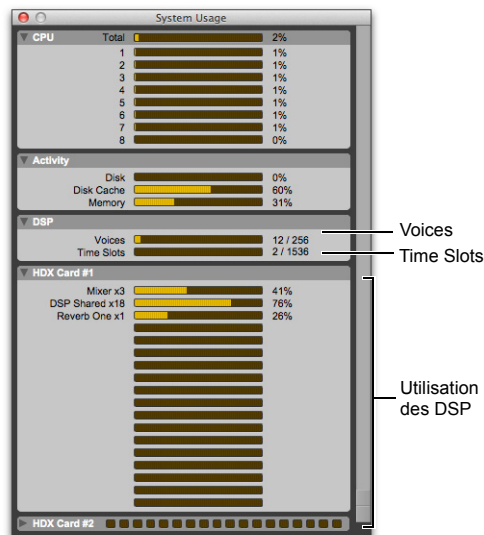 System Usage
CPU Total 2%
1 1%
2 1%
3 1%
4 1%
5 1%
6 1%
7 1%
8 0%
Activity
Disk 0%
Disk Cache 60%
Memory 31%
DSP
Voices 12 / 256
Time Slots 2 / 1536
Voices
Time Slots
HDX Card #1
Mixer x3 41%
DSP Shared x18 76%
Reverb One x1 26%
Utilisation
des DSP
HDX Card #2